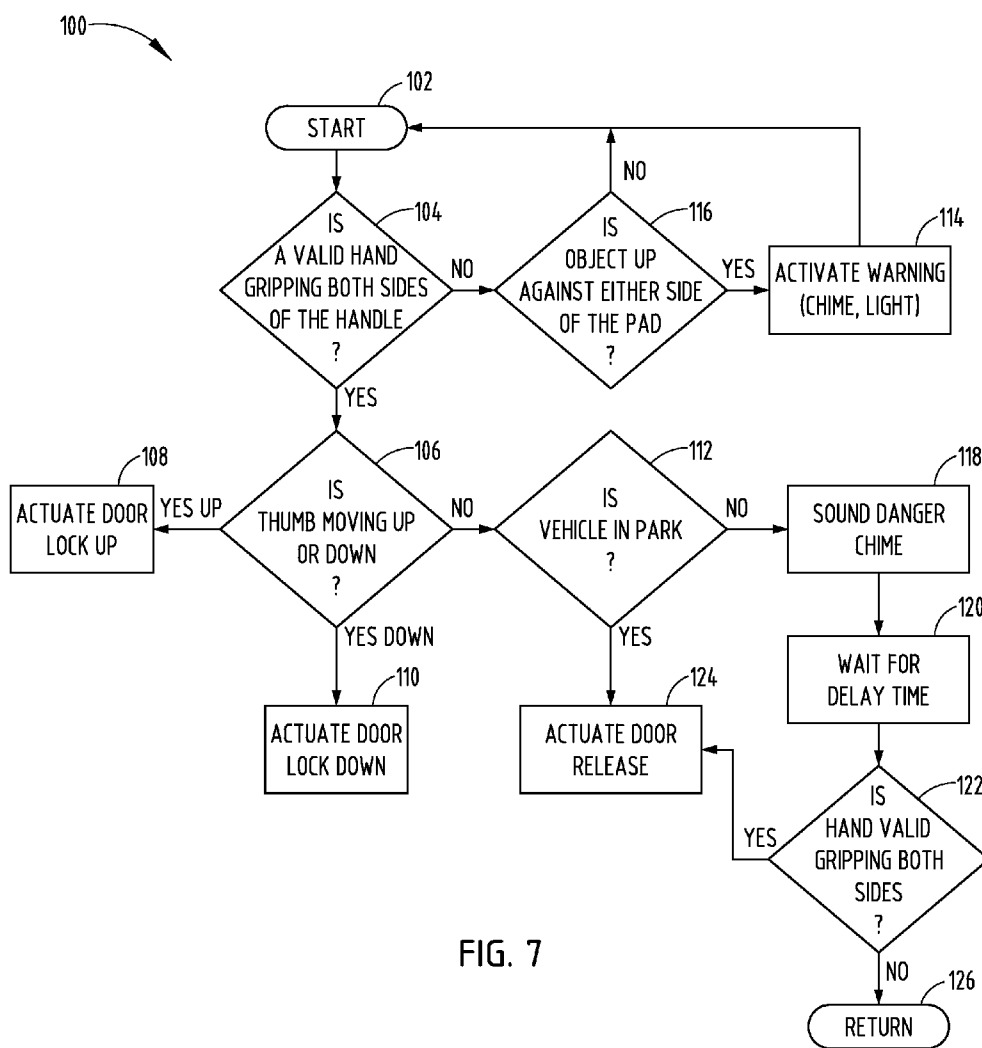 100
102
START
104
IS
A VALID HAND
GRIPPING BOTH SIDES
OF THE HANDLE
?
NO
YES
116
IS
OBJECT UP
AGAINST EITHER SIDE
OF THE PAD
?
NO
YES
114
ACTIVATE WARNING
(CHIME, LIGHT)
108
ACTUATE DOOR
LOCK UP
YES UP
106
IS
THUMB MOVING UP
OR DOWN
?
NO
YES DOWN
112
IS
VEHICLE IN PARK
?
NO
YES
118
SOUND DANGER
CHIME
110
ACTUATE DOOR
LOCK DOWN
124
ACTUATE DOOR
RELEASE
120
WAIT FOR
DELAY TIME
122
IS
HAND VALID
GRIPPING BOTH
SIDES
?
YES
NO
126
RETURN
FIG. 7